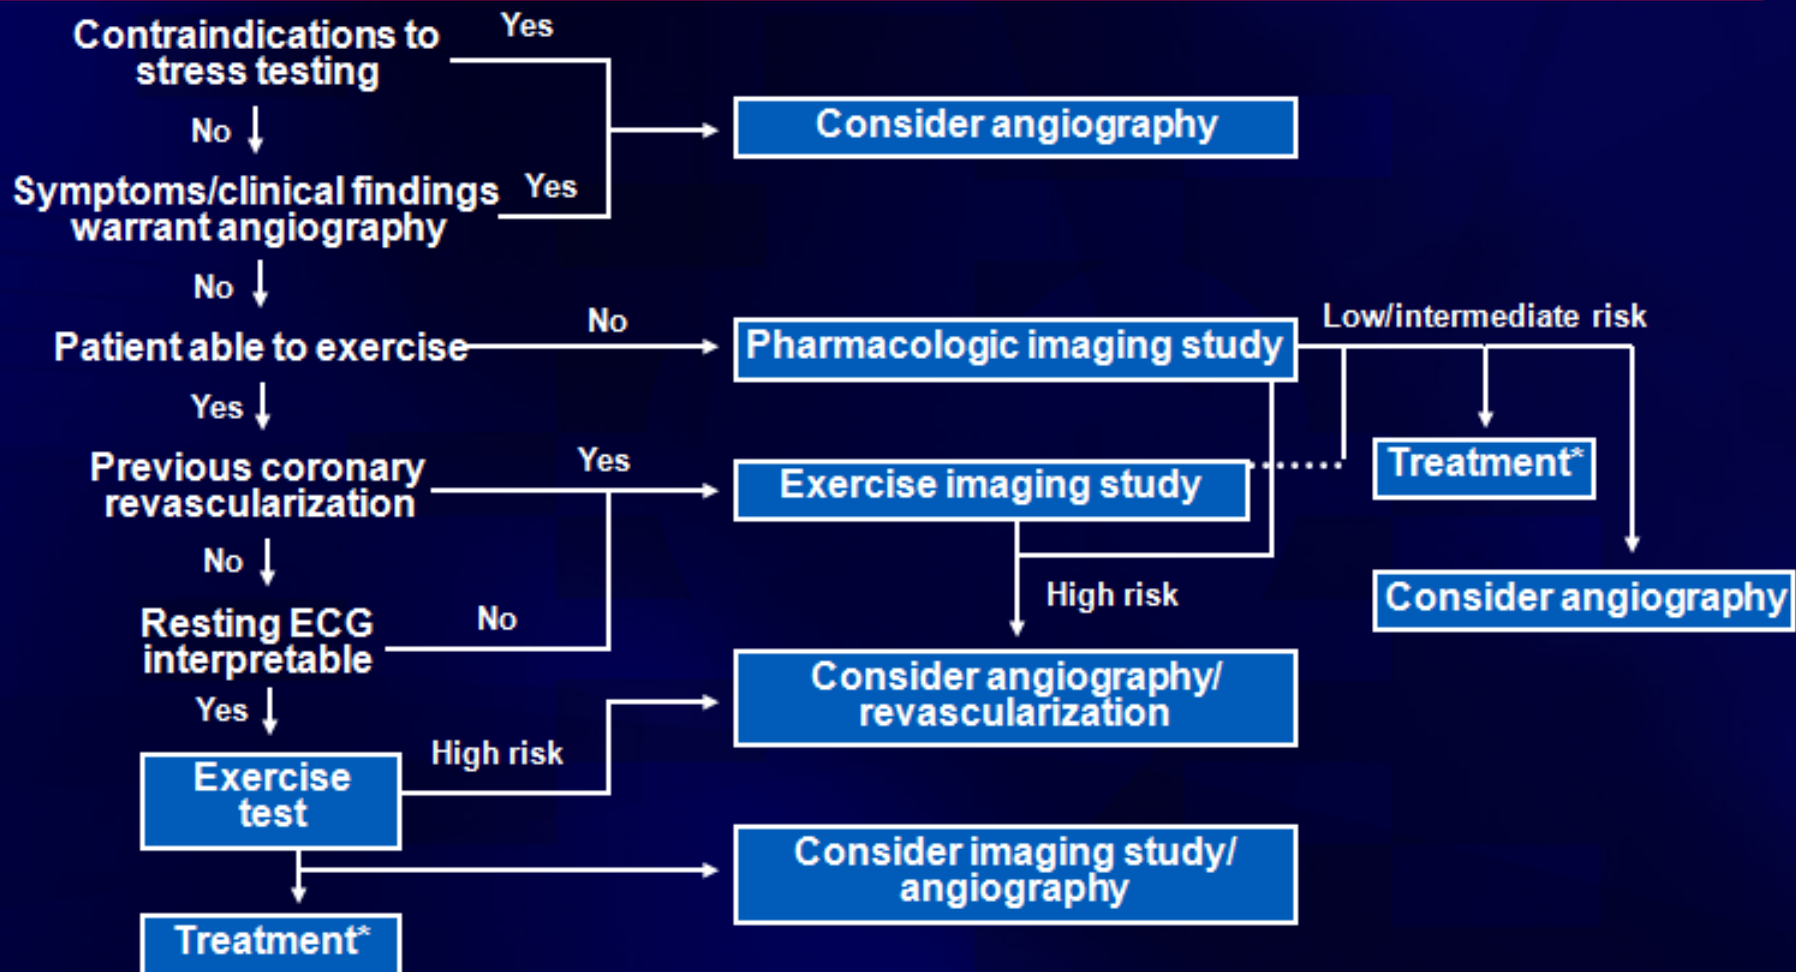 Contraindications to
stress testing
Yes
No
Consider angiography
Symptoms/clinical findings
warrant angiography
Yes
No
Patient able to exercise
No
Pharmacologic imaging study
Low/intermediate risk
Yes
Previous coronary
revascularization
Yes
Exercise imaging study
Treatment*
No
High risk
Consider angiography
Resting ECG
interpretable
No
Consider angiography/
revascularization
Yes
Exercise
test
High risk
Consider imaging study/
angiography
Treatment*